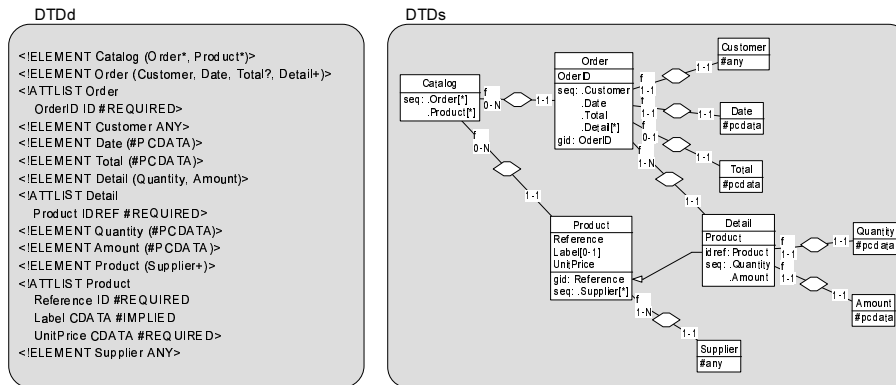 DTDd
<!ELEMENT Catalog (Order*, Product*)>
<!ELEMENT Order (Customer, Date, Total?, Detail+)>
<!ATTLIST Order
OrderID ID #REQUIRED>
<!ELEMENT Customer ANY>
<!ELEMENT Date (#PCDATA)>
<!ELEMENT Total (#PCDATA)>
<!ELEMENT Detail (Quantity, Amount)>
<!ATTLIST Detail
Product IDREF #REQUIRED>
<!ELEMENT Quantity (#PCDATA)>
<!ELEMENT Amount (#PCDATA)>
<!ELEMENT Product (Supplier+)>
<!ATTLIST Product
Reference ID #REQUIRED
Label CDATA #IMPLIED
UnitPrice CDATA #REQUIRED>
<!ELEMENT Supplier ANY>
DTDs
Catalog
seq: .Order[*]
.Product[*]
f
0-N
1-1
f
0-N
1-1
Order
OderID
seq: .Customer
.Date
.Total
.Detail[*]
gid: OderID
f
1-1
1-1
f
1-1
1-1
f
0-1
1-1
f
1-N
1-1
Customer
#any
Date
#pcdata
Total
#pcdata
Product
Reference
Label[0-1]
UnitPrice
gid: Reference
seq: .Supplier[*]
f
1-N
1-1
Supplier
#any
Detail
Product
idref: Product
seq: .Quantity
.Amount
f
1-1
1-1
f
1-1
1-1
Quantity
#pcdata
Amount
#pcdata